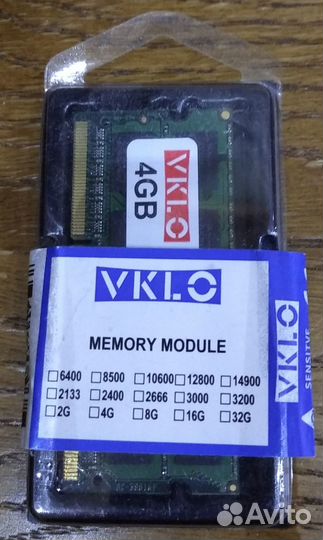 VKLO
4GB
VKLO
MEMORY MODULE
6400 8500 10600 12800 14900
2133 2400 2666 3000 3200
2G 4G 8G 16G 32G
VKLO
SENSITVE
Avito